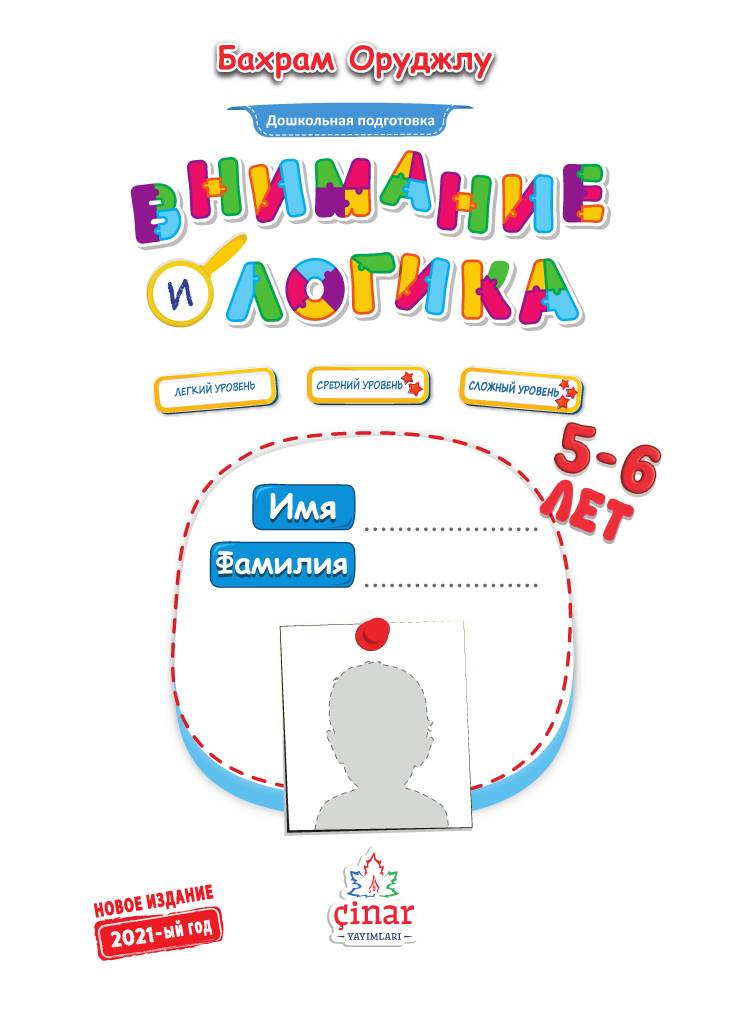 Бахрам Оруджлу
Дошкольная подготовка
ВНИМАНИЕ
и ЛОГИКА
ЛЕГКИЙ УРОВЕНЬ
СРЕДНИЙ УРОВЕНЬ
СЛОЖНЫЙ УРОВЕНЬ
5-6
ЛЕТ
Имя
Фамилия
НОВОЕ ИЗДАНИЕ
2021-ый год
çinar
YAYIMLARI